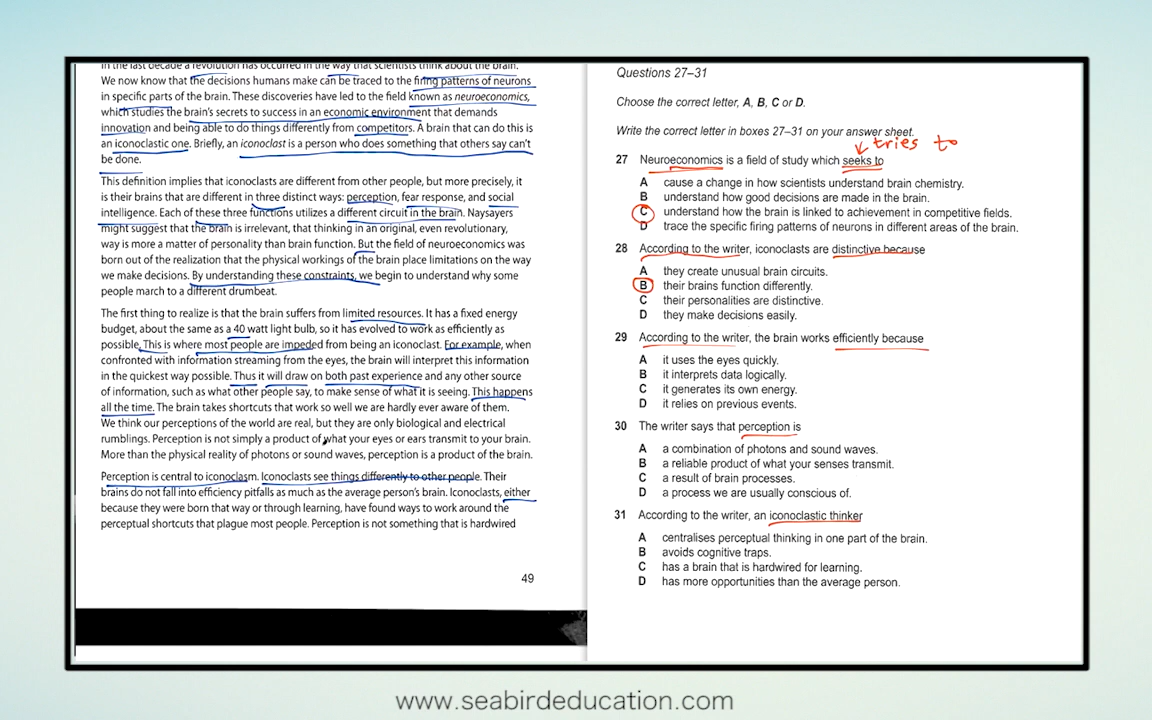 In the last decade a revolution has occurred in the way that scientists think about the brain.
We now know that the decisions humans make can be traced to the firing patterns of neurons
in specific parts of the brain. These discoveries have led to the field known as neuroeconomics,
which studies the brain's secrets to success in an economic environment that demands
innovation and being able to do things differently from competitors. A brain that can do this is
an iconoclastic one. Briefly, an iconoclast is a person who does something that others say can't
be done.
This definition implies that iconoclasts are different from other people, but more precisely, it
is their brains that are different in three distinct ways: perception, fear response, and social
intelligence. Each of these three functions utilizes a different circuit in the brain. Naysayers
might suggest that the brain is irrelevant, that thinking in an original, even revolutionary,
way is more a matter of personality than brain function. But the field of neuroeconomics was
born out of the realization that the physical workings of the brain place limitations on the way
we make decisions. By understanding these constraints, we begin to understand why some
people march to a different drumbeat.
The first thing to realize is that the brain suffers from limited resources. It has a fixed energy
budget, about the same as a 40 watt light bulb, so it has evolved to work as efficiently as
possible. This is where most people are impeded from being an iconoclast. For example, when
confronted with information streaming from the eyes, the brain will interpret this information
in the quickest way possible. Thus it will draw on both past experience and any other source
of information, such as what other people say, to make sense of what it is seeing. This happens
all the time. The brain takes shortcuts that work so well we are hardly ever aware of them.
We think our perceptions of the world are real, but they are only biological and electrical
rumblings. Perception is not simply a product of what your eyes or ears transmit to your brain.
More than the physical reality of photons or sound waves, perception is a product of the brain.
Perception is central to iconoclasm. Iconoclasts see things differently to other people. Their
brains do not fall into efficiency pitfalls as much as the average person's brain. Iconoclasts, either
because they were born that way or through learning, have found ways to work around the
perceptual shortcuts that plague most people. Perception is not something that is hardwired
49
Questions 27–31
Choose the correct letter, A, B, C or D.
Write the correct letter in boxes 27–31 on your answer sheet.
tries to
27 Neuroeconomics is a field of study which seeks to
A cause a change in how scientists understand brain chemistry.
B understand how good decisions are made in the brain.
C understand how the brain is linked to achievement in competitive fields.
D trace the specific firing patterns of neurons in different areas of the brain.
28 According to the writer, iconoclasts are distinctive because
A they create unusual brain circuits.
B their brains function differently.
C their personalities are distinctive.
D they make decisions easily.
29 According to the writer, the brain works efficiently because
A it uses the eyes quickly.
B it interprets data logically.
C it generates its own energy.
D it relies on previous events.
30 The writer says that perception is
A a combination of photons and sound waves.
B a reliable product of what your senses transmit.
C a result of brain processes.
D a process we are usually conscious of.
31 According to the writer, an iconoclastic thinker
A centralises perceptual thinking in one part of the brain.
B avoids cognitive traps.
C has a brain that is hardwired for learning.
D has more opportunities than the average person.
www.seabirdeducation.com